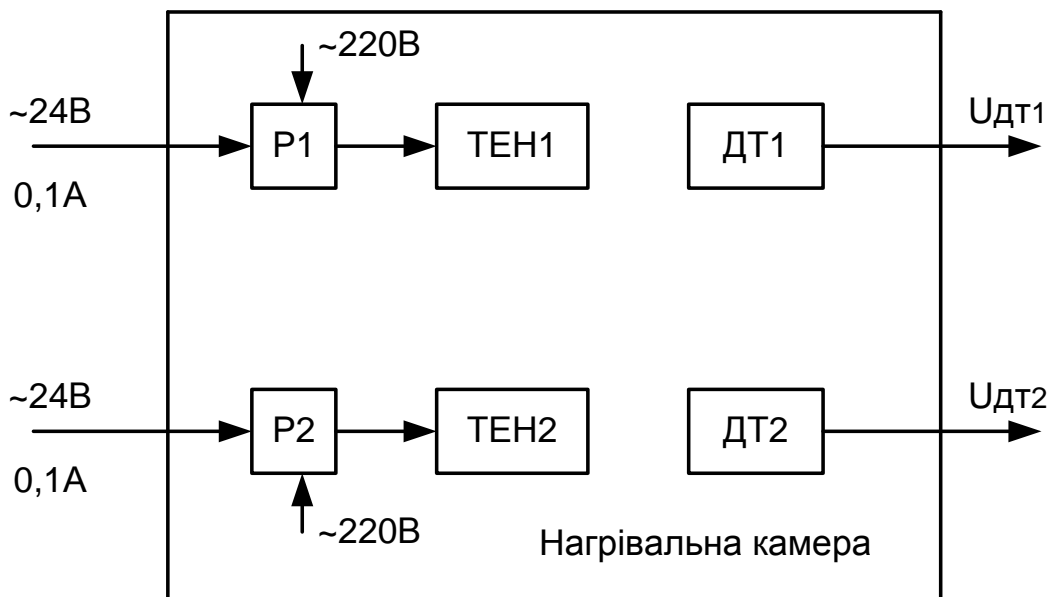 ~220В
~24В
Р1
ТЕН1
ДТ1
Uдт1
0,1А
~24В
Р2
ТЕН2
ДТ2
Uдт2
0,1А
~220В
Нагрівальна камера